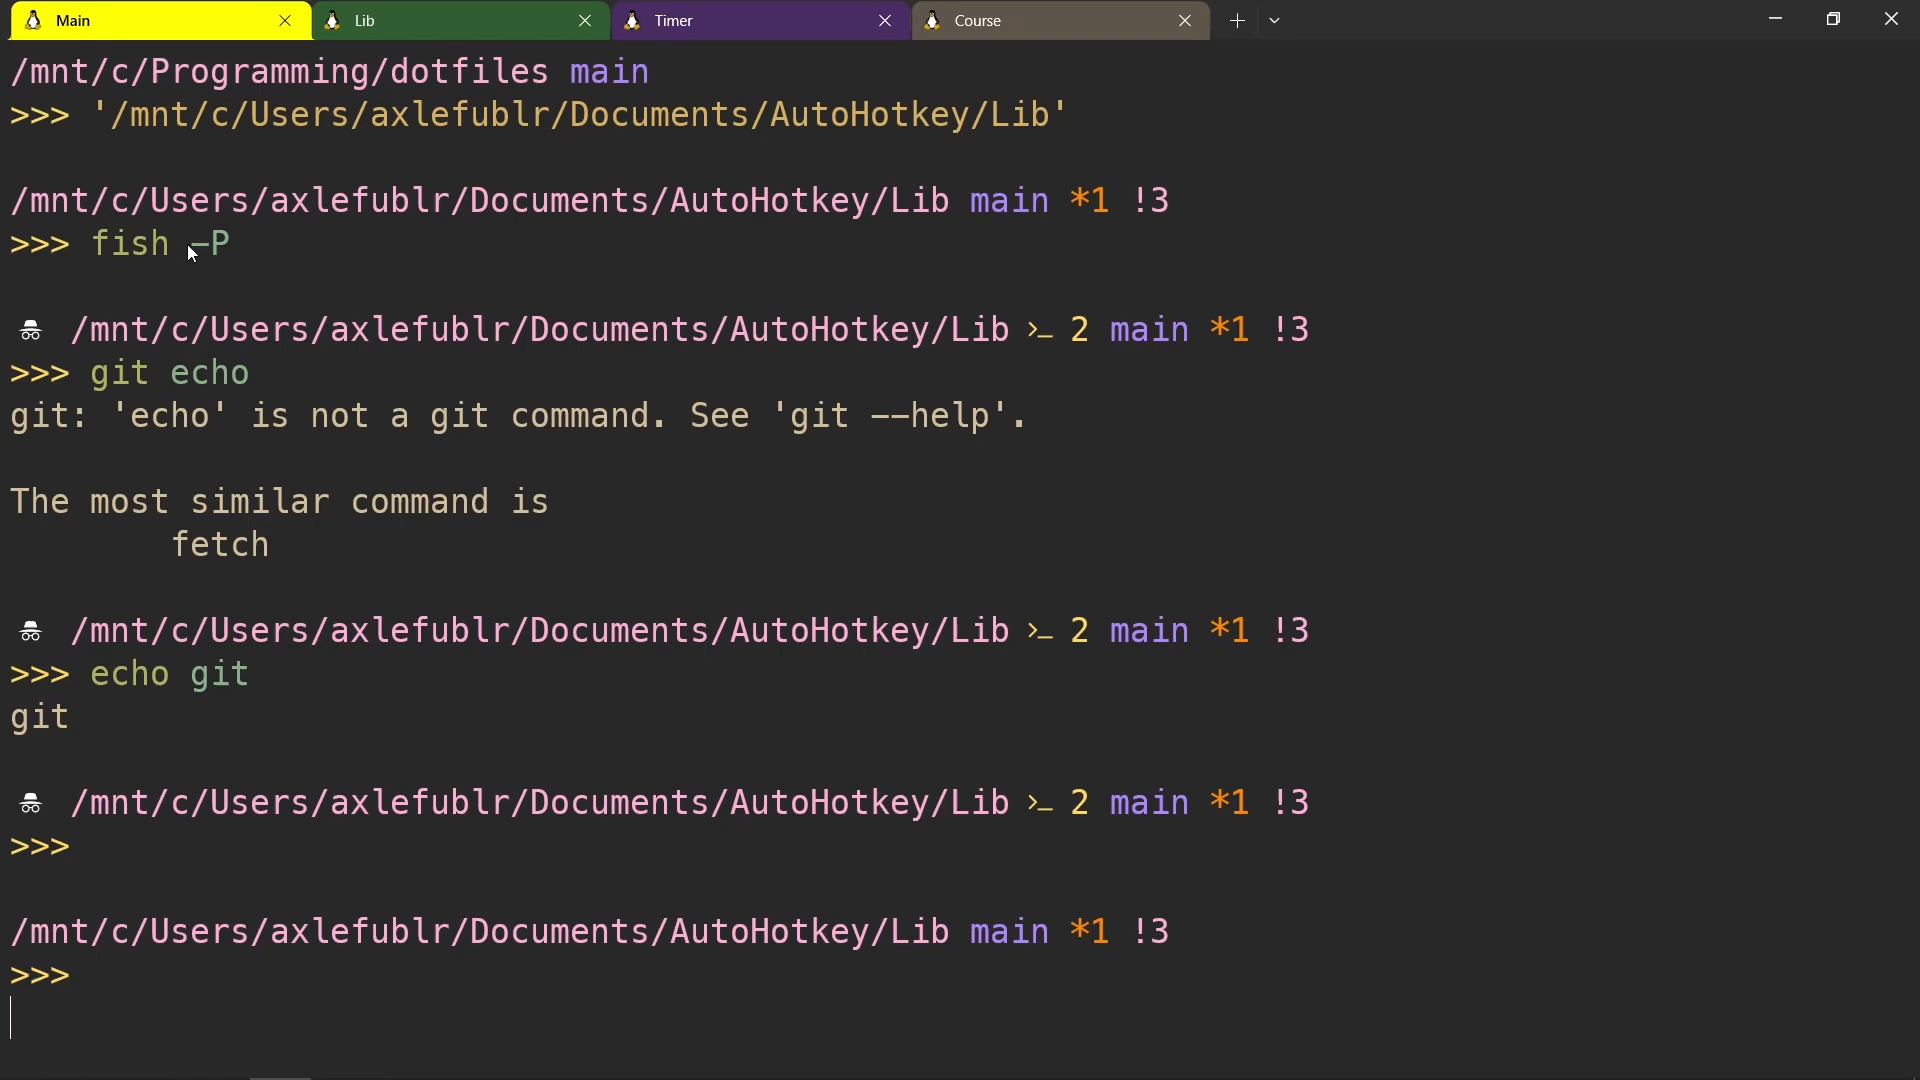 Main Lib Timer Course
/mnt/c/Programming/dotfiles main
>>> '/mnt/c/Users/axlefublr/Documents/AutoHotkey/Lib'
/mnt/c/Users/axlefublr/Documents/AutoHotkey/Lib main *1 !3
>>> fish -P
/mnt/c/Users/axlefublr/Documents/AutoHotkey/Lib >_ 2 main *1 !3
>>> git echo
git: 'echo' is not a git command. See 'git --help'.
The most similar command is
fetch
/mnt/c/Users/axlefublr/Documents/AutoHotkey/Lib >_ 2 main *1 !3
>>> echo git
git
/mnt/c/Users/axlefublr/Documents/AutoHotkey/Lib >_ 2 main *1 !3
>>>
/mnt/c/Users/axlefublr/Documents/AutoHotkey/Lib main *1 !3
>>>